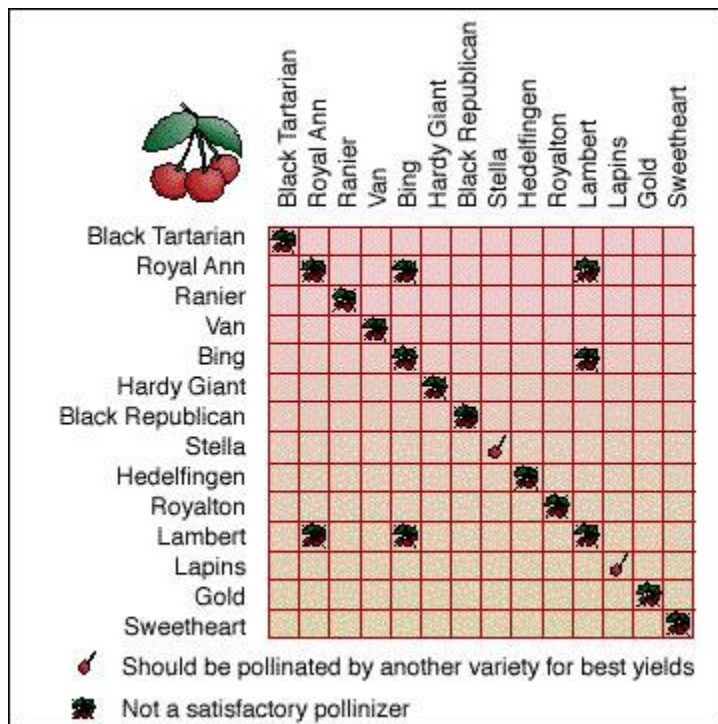 Black Tartarian
Royal Ann
Ranier
Van
Bing
Hardy Giant
Black Republican
Stella
Hedelfingen
Royalton
Lambert
Lapins
Gold
Sweetheart
Black Tartarian
Royal Ann
Ranier
Van
Bing
Hardy Giant
Black Republican
Stella
Hedelfingen
Royalton
Lambert
Lapins
Gold
Sweetheart
Should be pollinated by another variety for best yields
Not a satisfactory pollinizer